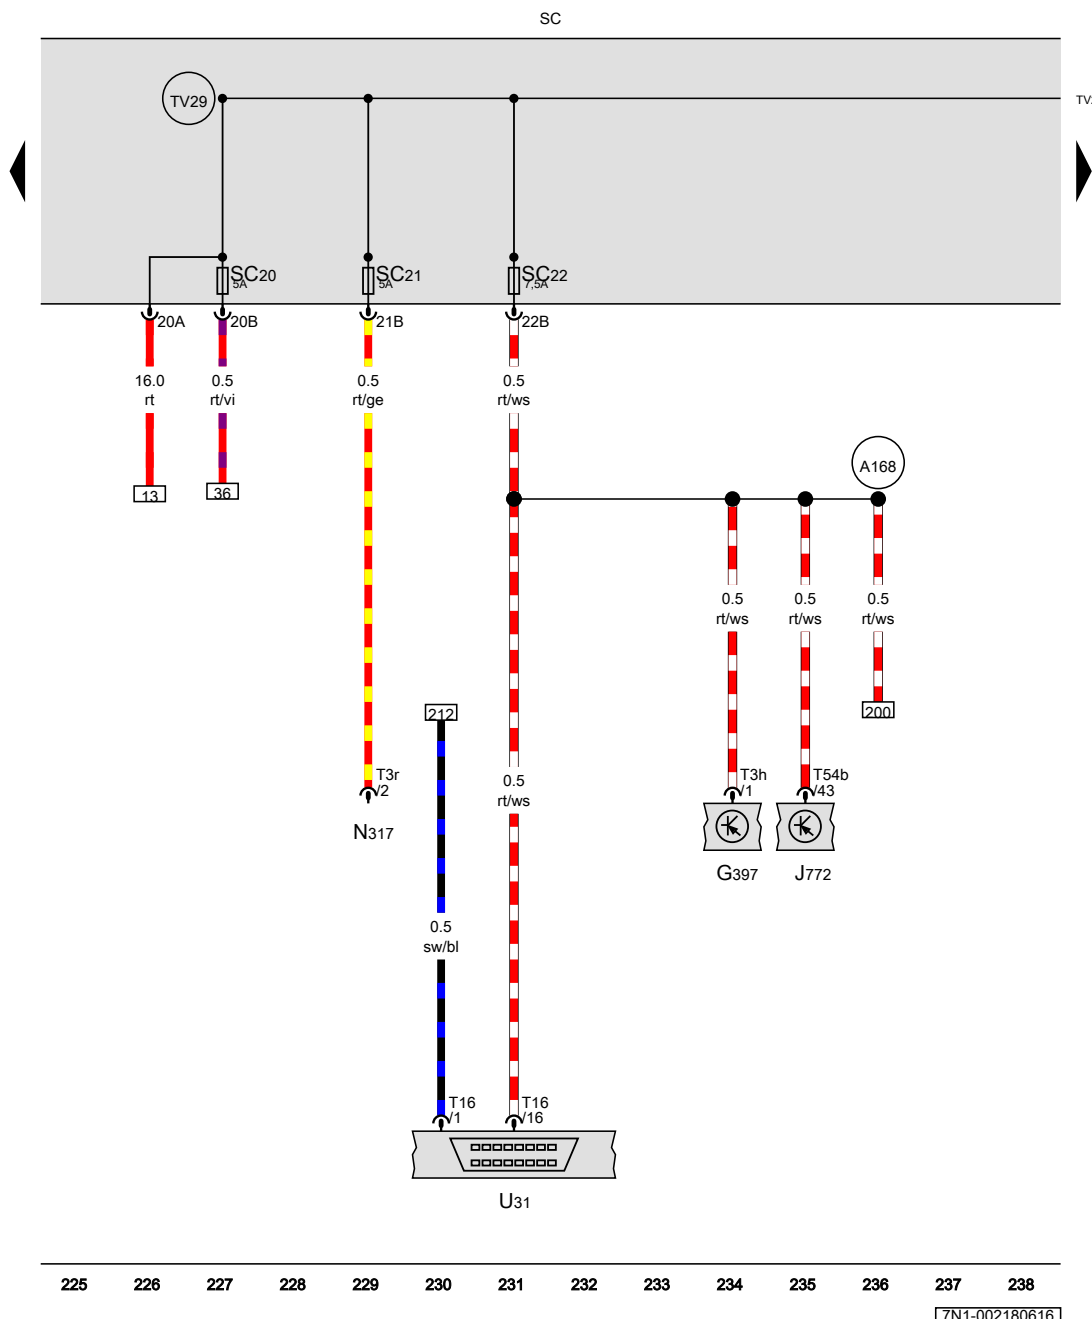 SC
TV29
SC20
5A
SC21
5A
SC22
7,5A
20A
20B
21B
22B
16.0
rt
0.5
rt/vi
0.5
rt/ge
0.5
rt/ws
13
36
A168
0.5
rt/ws
0.5
rt/ws
0.5
rt/ws
212
200
T3r
/2
N317
0.5
rt/ws
T3h
/1
T54b
/43
G397
J772
0.5
sw/bl
T16
/1
T16
/16
U31
225 226 227 228 229 230 231 232 233 234 235 236 237 238
7N1-002180616